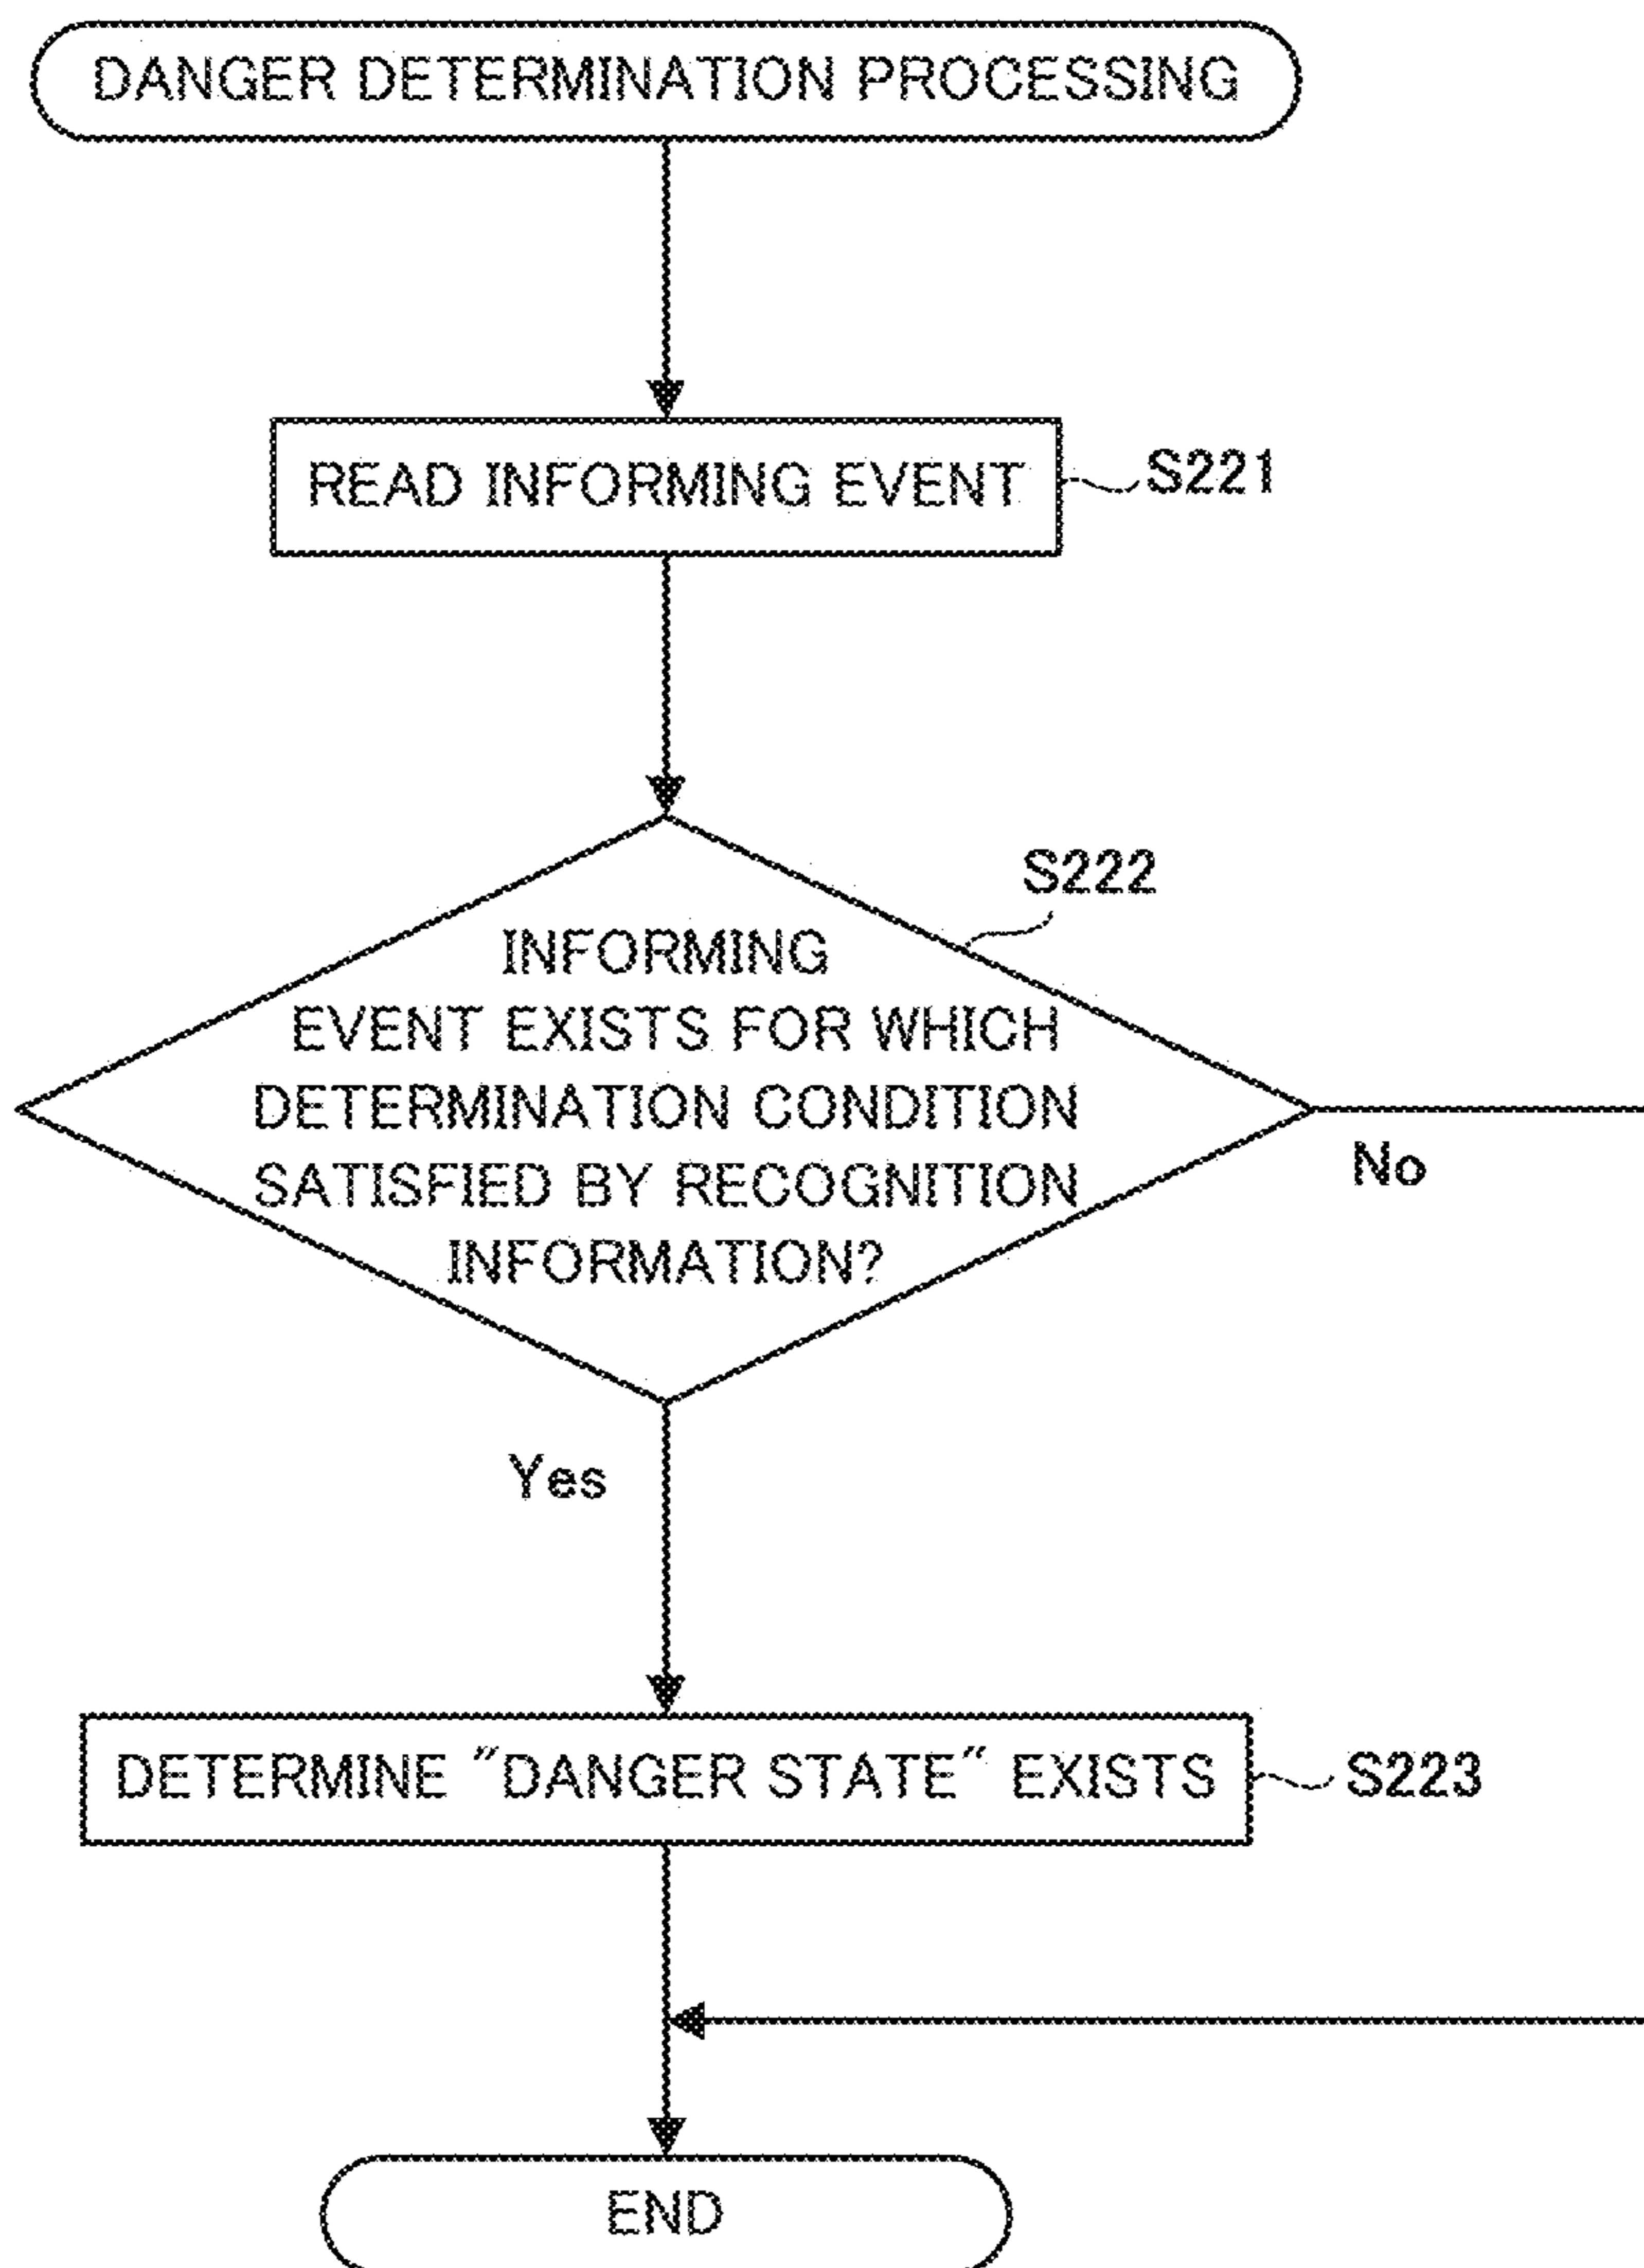 DANGER DETERMINATION PROCESSING
READ INFORMING EVENT
S221
S222
INFORMING
EVENT EXISTS FOR WHICH
DETERMINATION CONDITION
SATISFIED BY RECOGNITION
INFORMATION?
No
Yes
DETERMINE "DANGER STATE" EXISTS
S223
END